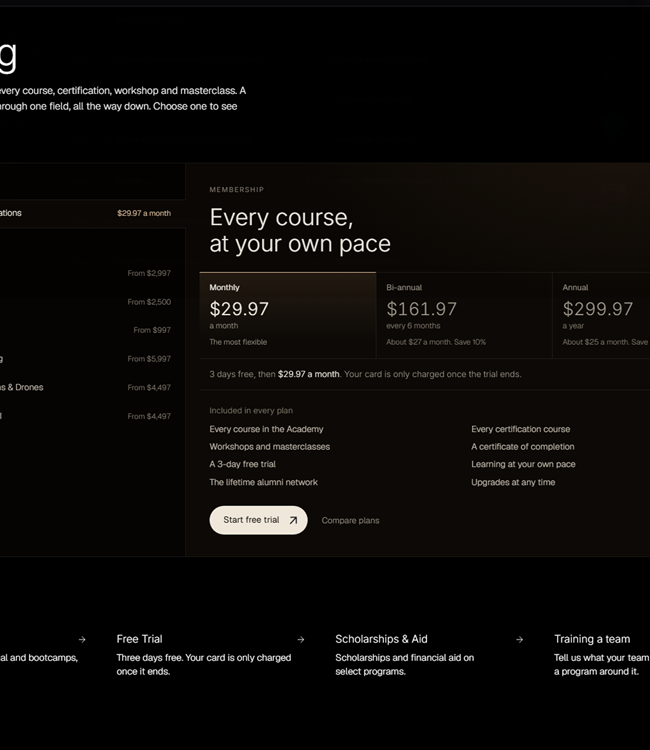 g
every course, certification, workshop and masterclass. A
through one field, all the way down. Choose one to see
ations
$29.97 a month
From $2,997
From $2,500
From $997
g
From $5,997
s & Drones
From $4,497
From $4,497
MEMBERSHIP
Every course,
at your own pace
Monthly
$29.97
a month
The most flexible
Bi-annual
$161.97
every 6 months
About $27 a month. Save 10%
Annual
$299.97
a year
About $25 a month. Save
3 days free, then $29.97 a month. Your card is only charged once the trial ends.
Included in every plan
Every course in the Academy
Every certification course
Workshops and masterclasses
A certificate of completion
A 3-day free trial
Learning at your own pace
The lifetime alumni network
Upgrades at any time
Start free trial
Compare plans
al and bootcamps,
Free Trial
Three days free. Your card is only charged
once it ends.
Scholarships & Aid
Scholarships and financial aid on
select programs.
Training a team
Tell us what your team
a program around it.